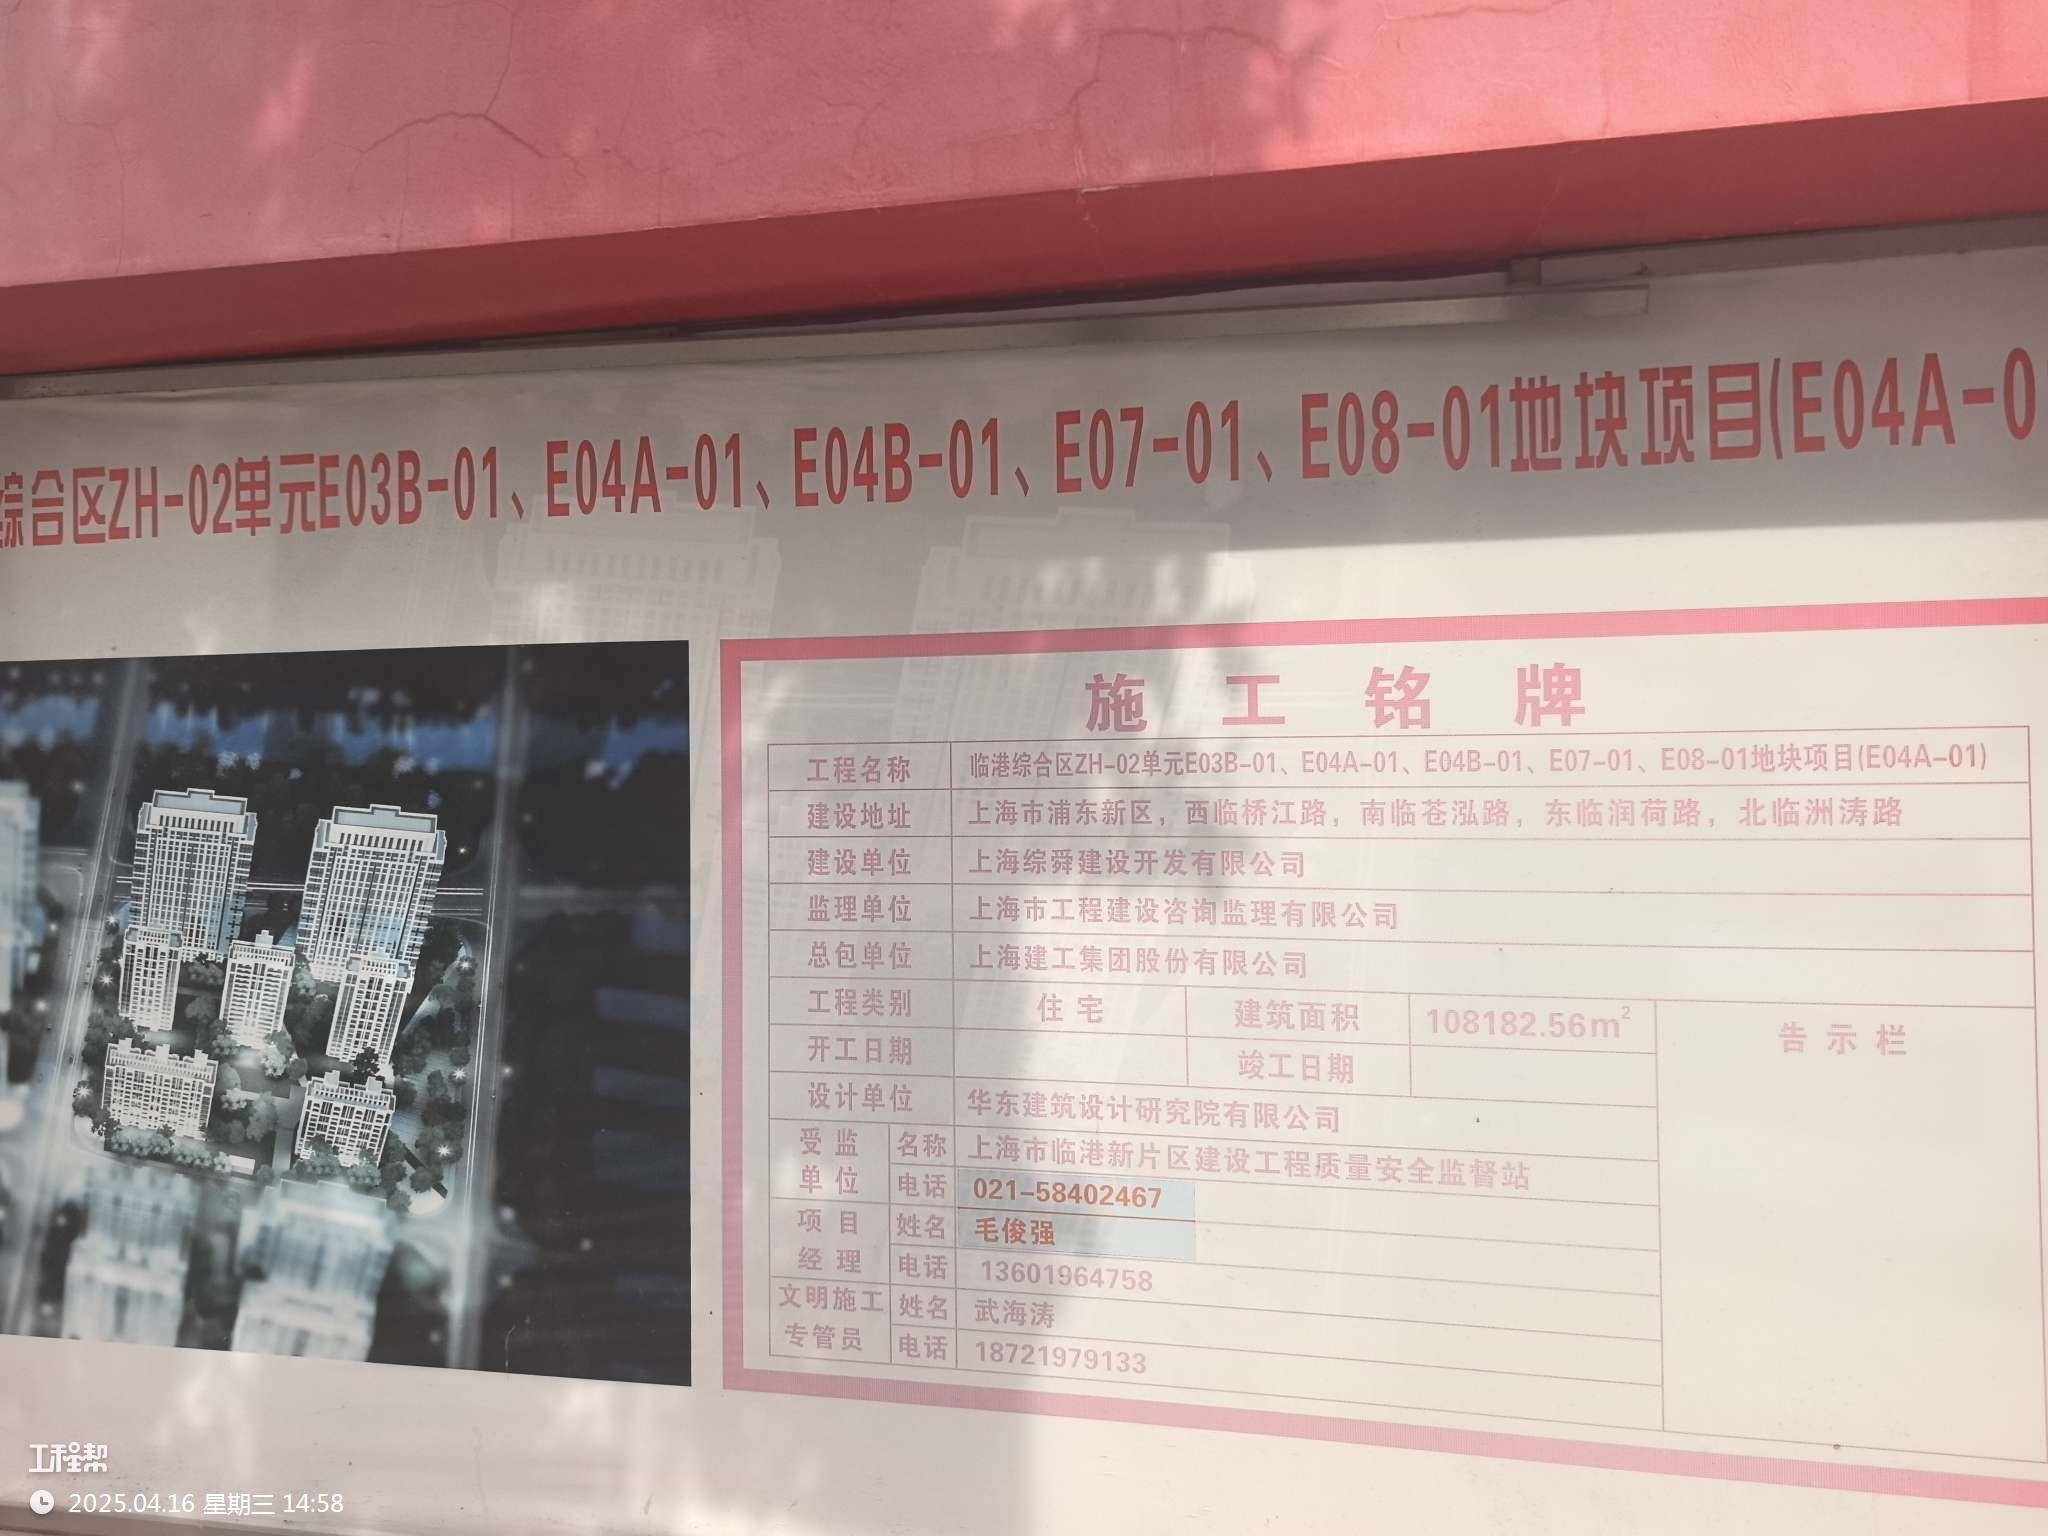 综合区ZH-02单元E03B-01、E04A-01、E04B-01、E07-01、E08-01地块项目(E04A-01
施工铭牌
工程名称 临港综合区ZH-02单元E03B-01、E04A-01、E04B-01、E07-01、E08-01地块项目(E04A-01)
建设地址 上海市浦东新区，西临桥江路，南临苍泓路，东临润荷路，北临洲涛路
建设单位 上海综舜建设开发有限公司
监理单位 上海市工程建设咨询监理有限公司
总包单位 上海建工集团股份有限公司
工程类别 住宅 建筑面积 108182.56m²
告示栏
开工日期 竣工日期
设计单位 华东建筑设计研究院有限公司
受监单位 名称 上海市临港新片区建设工程质量安全监督站
电话 021-58402467
项目经理 姓名 毛俊强
电话 13601964758
文明施工专管员 姓名 武海涛
电话 18721979133
工程帮
2025.04.16 星期三 14:58